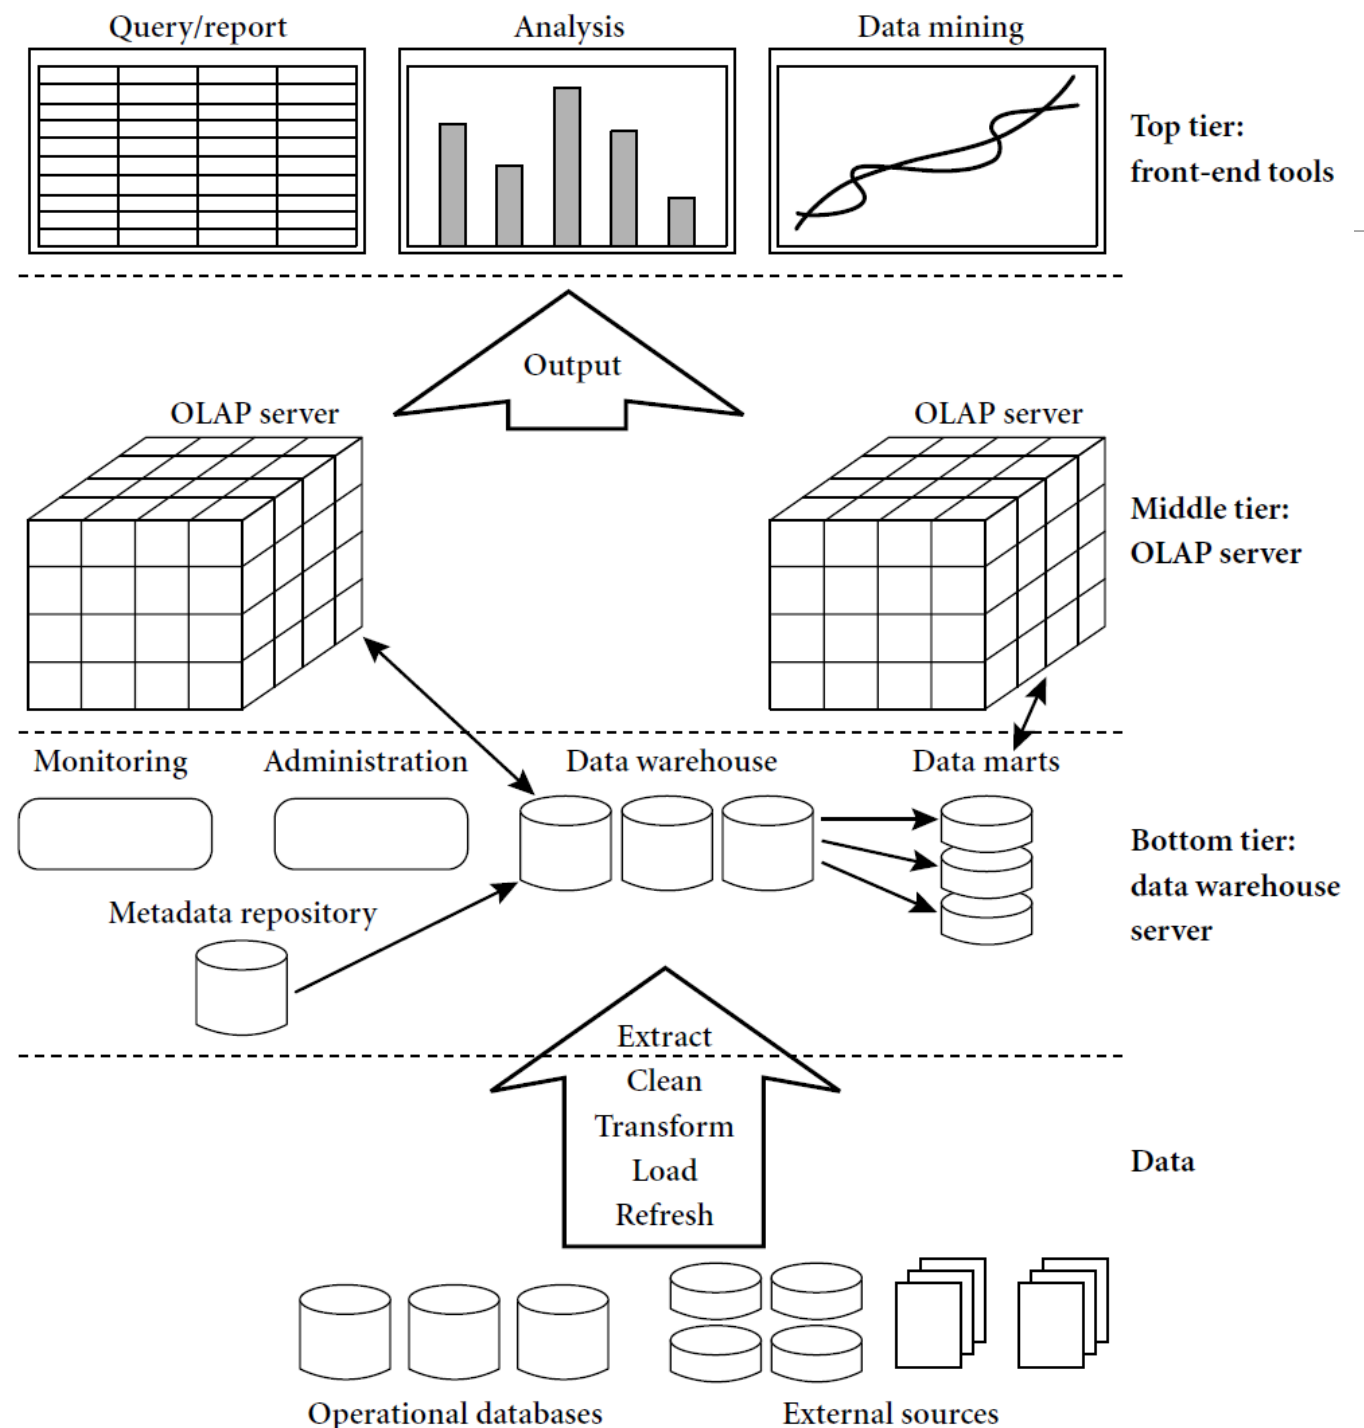 Query/report
Analysis
Data mining
Top tier:
front-end tools
Output
OLAP server
OLAP server
Middle tier:
OLAP server
Monitoring
Administration
Data warehouse
Data marts
Bottom tier:
data warehouse
server
Metadata repository
Extract
Clean
Transform
Load
Refresh
Data
Operational databases
External sources